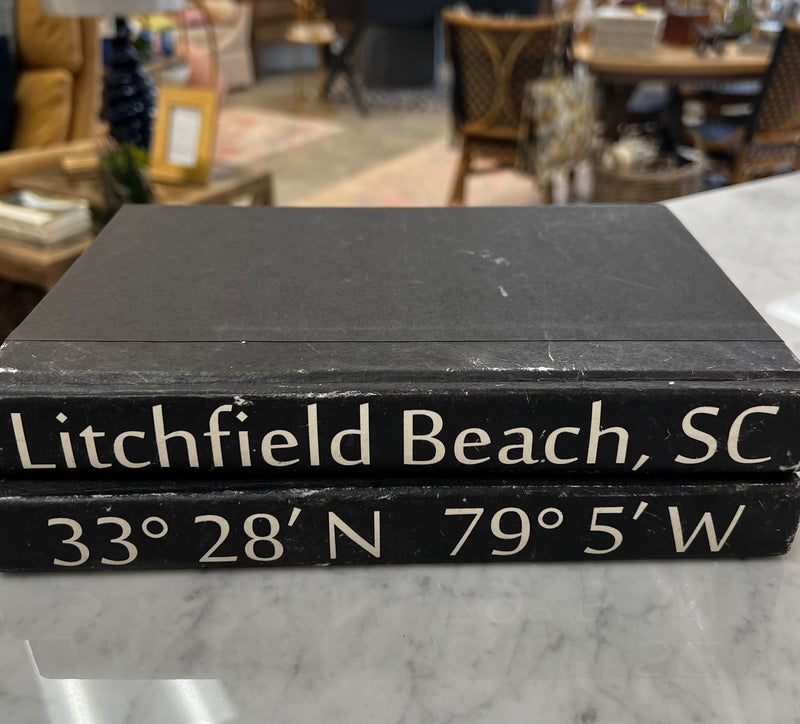 Litchfield Beach, SC
33° 28′ N 79° 5′ W